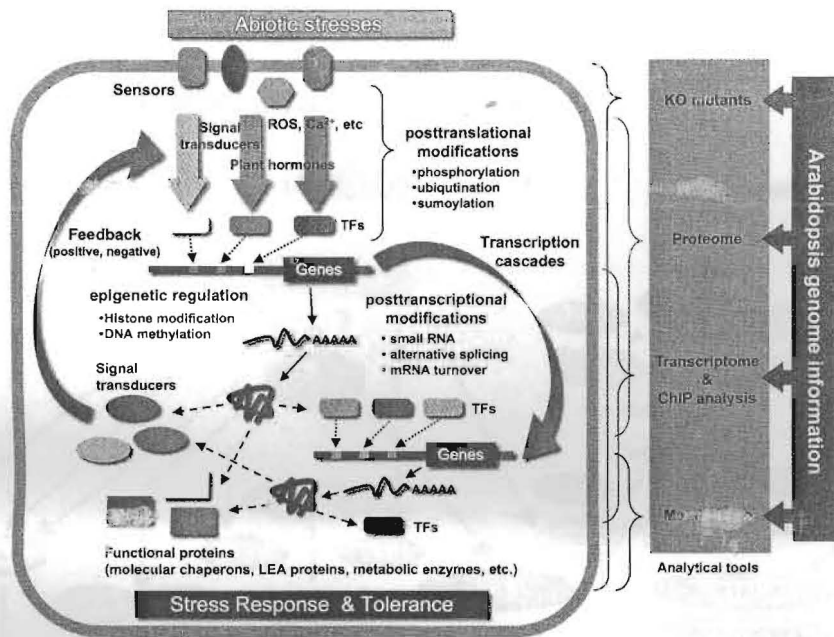 Abiotic stresses
Sensors
Signal
transducers
ROS, Ca²⁺, etc
Plant hormones
posttranslational
modifications
•phosphorylation
•ubiqutination
•sumoylation
TFs
Feedback
(positive, negative)
Genes
Transcription
cascades
epigenetic regulation
•Histone modification
•DNA methylation
posttranscriptional
modifications
• small RNA
• alternative splicing
• mRNA turnover
AAAAA
Signal
transducers
TFs
Genes
AAAAA
TFs
Functional proteins
(molecular chaperons, LEA proteins, metabolic enzymes, etc.)
Stress Response & Tolerance
KO mutants
Proteome
Transcriptome
&
ChIP analysis
Analytical tools
Arabidopsis genome information